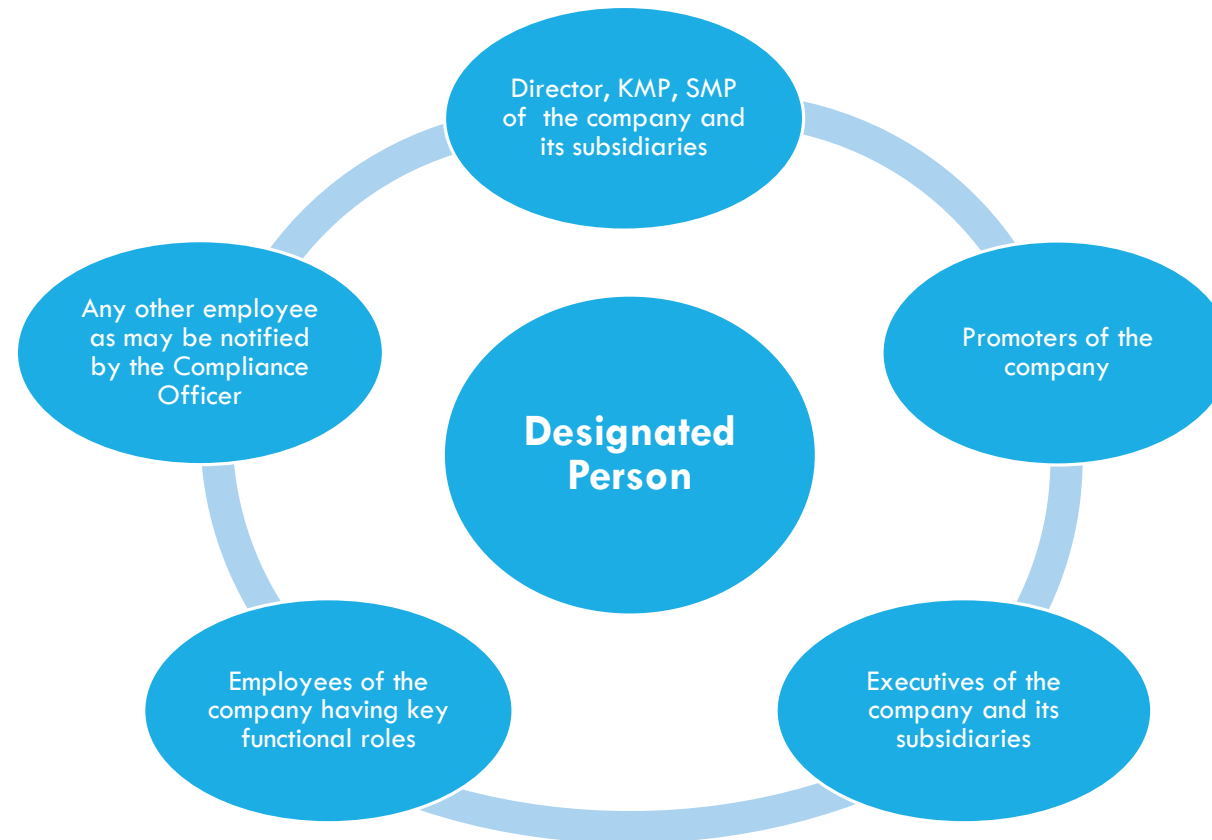 Director, KMP, SMP
of the company and
its subsidiaries
Promoters of the
company
Executives of the
company and its
subsidiaries
Employees of the
company having key
functional roles
Any other employee
as may be notified
by the Compliance
Officer
Designated
Person